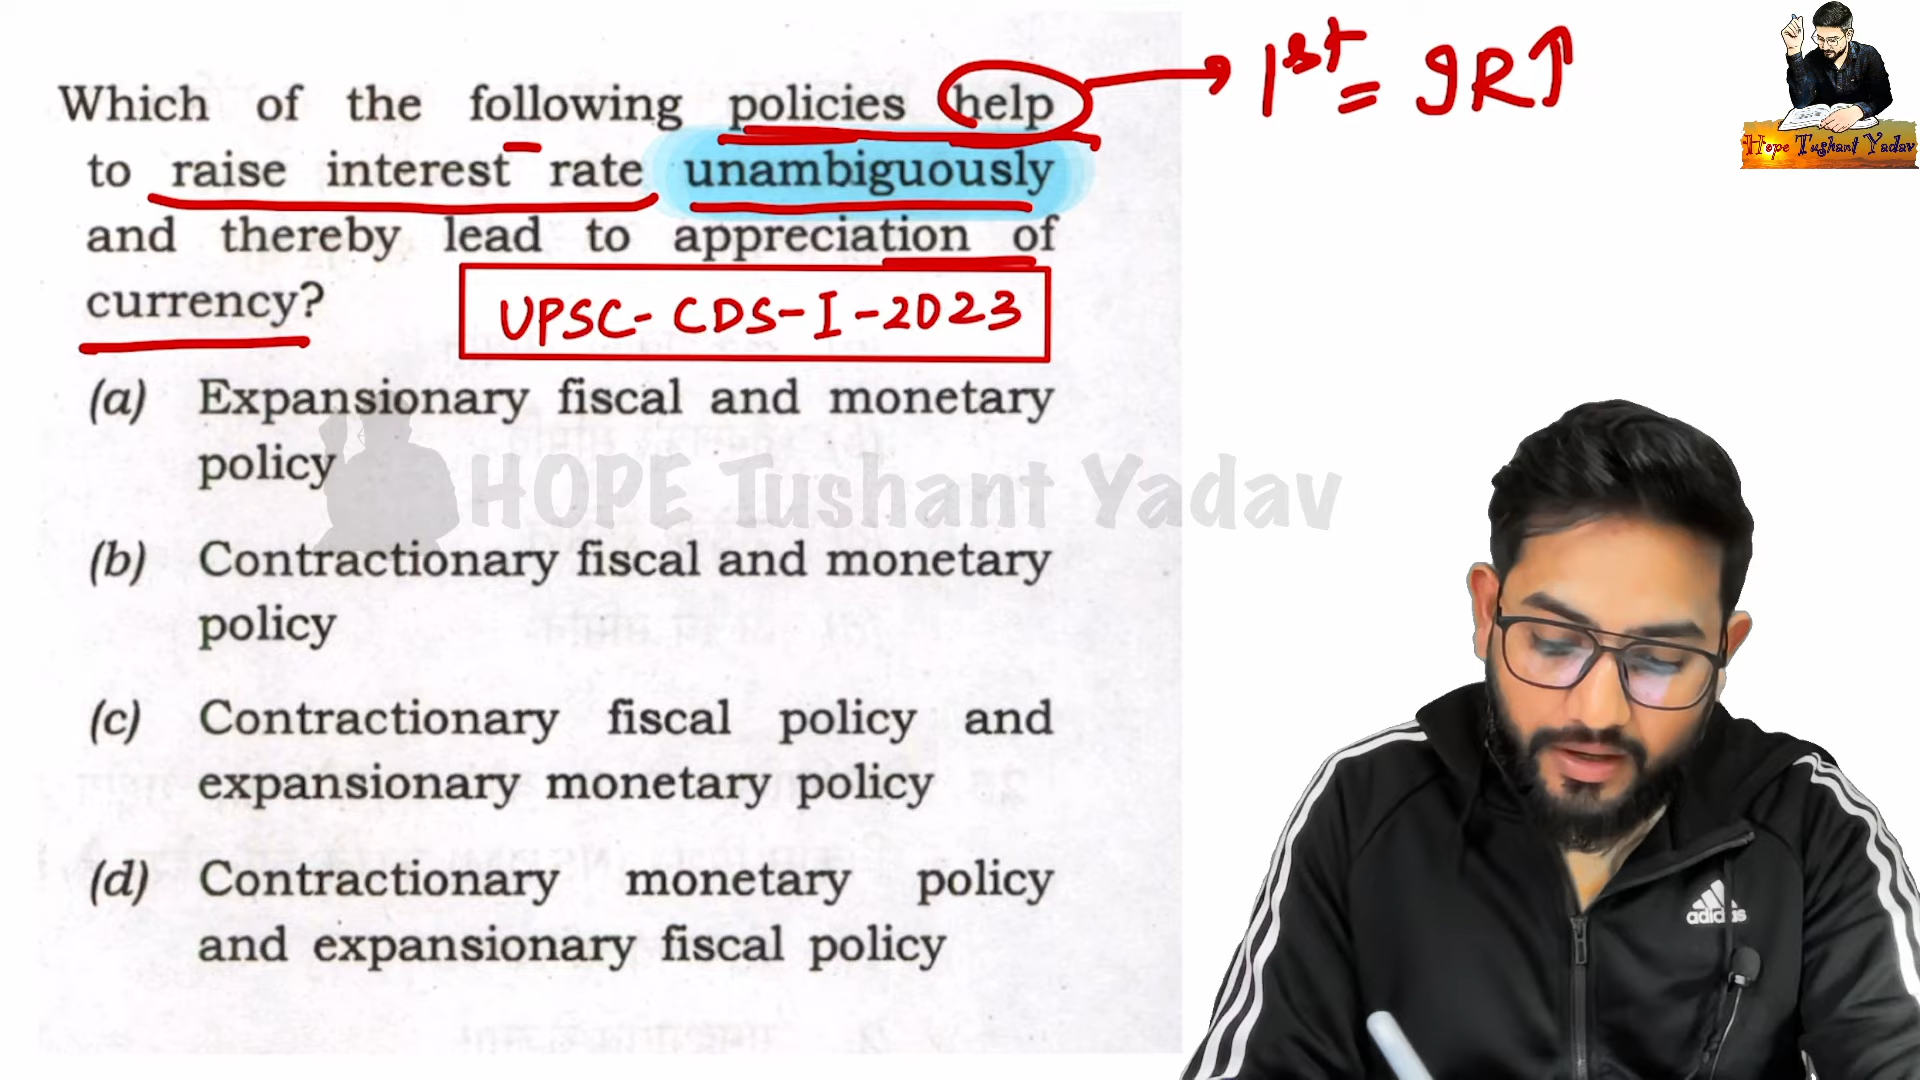 Which of the following policies help
to raise interest rate unambiguously
and thereby lead to appreciation of
currency?
1st = IR↑
UPSC-CDS-I-2023
(a) Expansionary fiscal and monetary
policy
(b) Contractionary fiscal and monetary
policy
(c) Contractionary fiscal policy and
expansionary monetary policy
(d) Contractionary monetary policy
and expansionary fiscal policy
HOPE Tushant Yadav
Hope Tushant Yadav
adidas